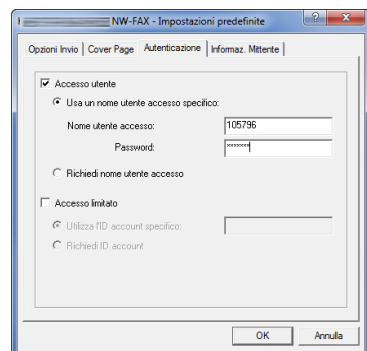 NW-FAX - Impostazioni predefinite
Opzioni Invio Cover Page Autenticazione Informaz. Mittente
Accesso utente
Usa un nome utente accesso specifico:
Nome utente accesso: 105796
Password: ********
Richiedi nome utente accesso
Accesso limitato
Utilizza l'ID account specifico:
Richiedi ID account
OK Annulla